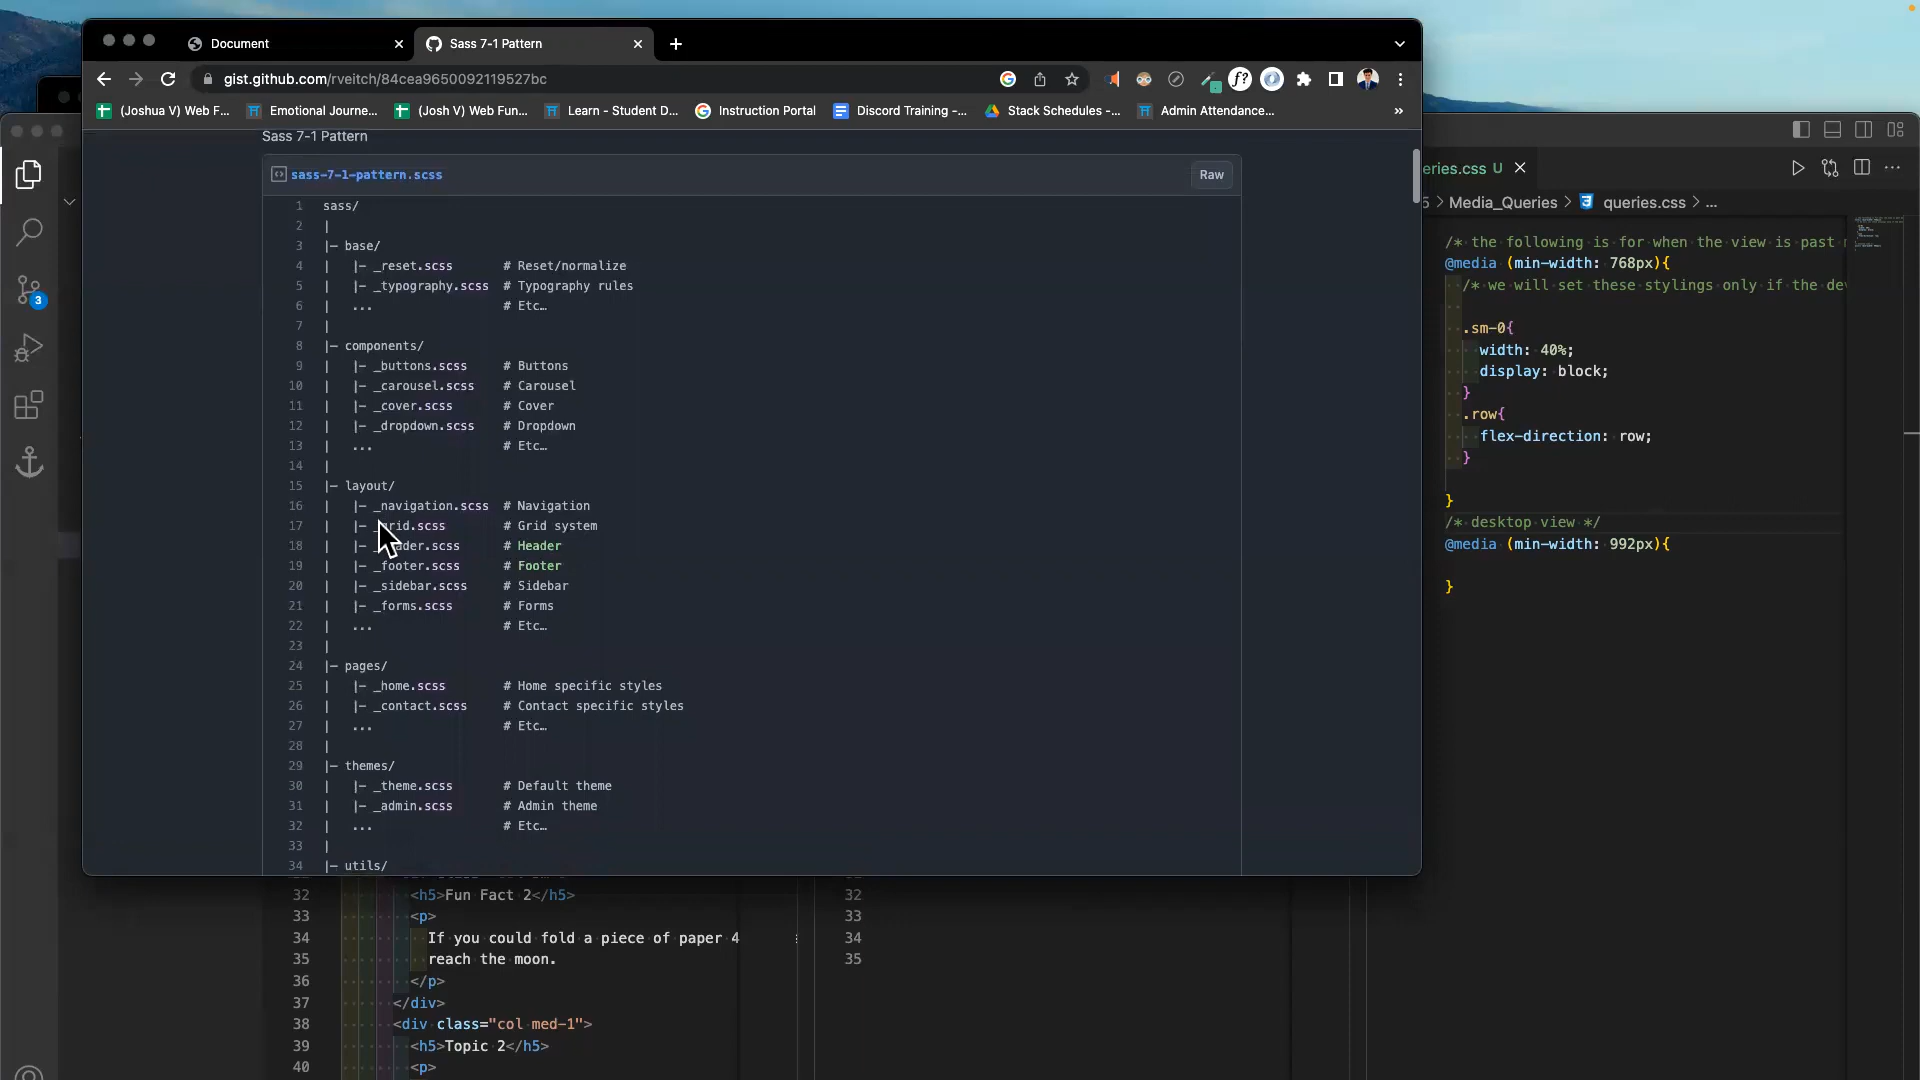 Document
Sass 7-1 Pattern
gist.github.com/rveitch/84cea9650092119527bc
(Joshua V) Web F...
Emotional Journe...
(Josh V) Web Fun...
Learn - Student D...
Instruction Portal
Discord Training -...
Stack Schedules -...
Admin Attendance...
»
Sass 7-1 Pattern
sass-7-1-pattern.scss
Raw
1 sass/
2 |
3 |– base/
4 | |– _reset.scss # Reset/normalize
5 | |– _typography.scss # Typography rules
6 | ... # Etc…
7 |
8 |– components/
9 | |– _buttons.scss # Buttons
10 | |– _carousel.scss # Carousel
11 | |– _cover.scss # Cover
12 | |– _dropdown.scss # Dropdown
13 | ... # Etc…
14 |
15 |– layout/
16 | |– _navigation.scss # Navigation
17 | |– _grid.scss # Grid system
18 | |– ader.scss # Header
19 | |– _footer.scss # Footer
20 | |– _sidebar.scss # Sidebar
21 | |– _forms.scss # Forms
22 | ... # Etc…
23 |
24 |– pages/
25 | |– _home.scss # Home specific styles
26 | |– _contact.scss # Contact specific styles
27 | ... # Etc…
28 |
29 |– themes/
30 | |– _theme.scss # Default theme
31 | |– _admin.scss # Admin theme
32 | ... # Etc…
33 |
34 |– utils/
3
eries.css U
5 > Media_Queries > queries.css > ...
/* the following is for when the view is past
@media (min-width: 768px){
/* we will set these stylings only if the dev
.sm-0{
width: 40%;
display: block;
}
.row{
flex-direction: row;
}
}
/* desktop view */
@media (min-width: 992px){
}
32 <h5>Fun Fact 2</h5>
33 <p>
34 If you could fold a piece of paper 4
35 reach the moon.
36 </p>
37 </div>
38 <div class="col med-1">
39 <h5>Topic 2</h5>
40 <p>
32
33
34
35